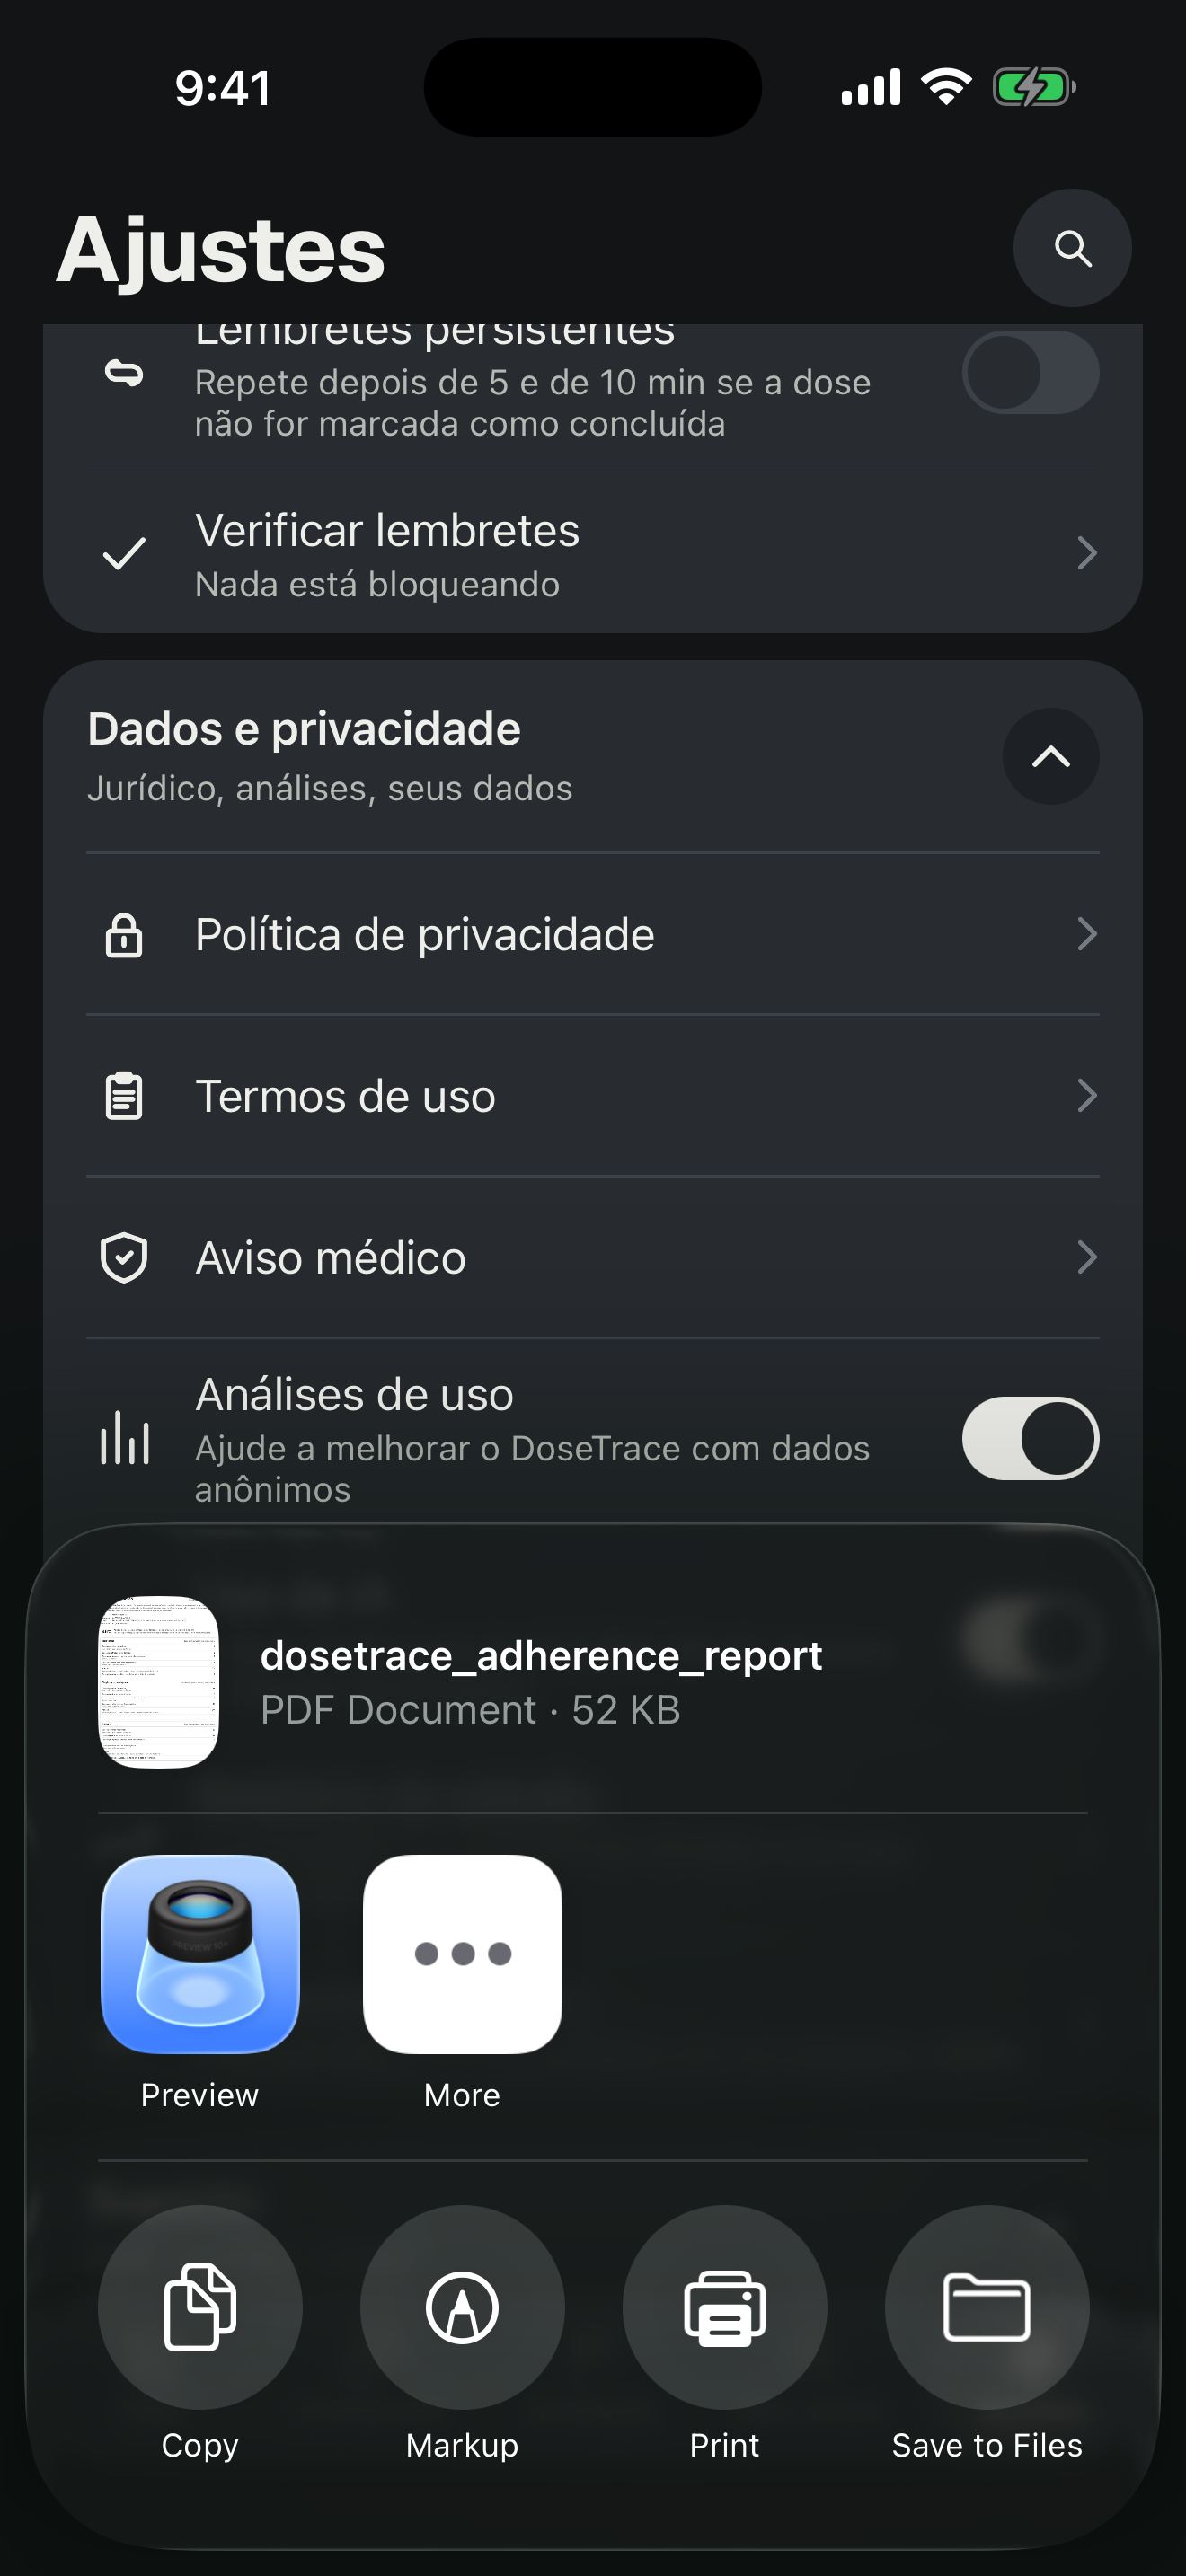 9:41
Ajustes
Lembretes persistentes
Repete depois de 5 e de 10 min se a dose
não for marcada como concluída
Verificar lembretes
Nada está bloqueando
Dados e privacidade
Jurídico, análises, seus dados
Política de privacidade
Termos de uso
Aviso médico
Análises de uso
Ajude a melhorar o DoseTrace com dados
anônimos
dosetrace_adherence_report
PDF Document · 52 KB
Preview
More
Copy
Markup
Print
Save to Files